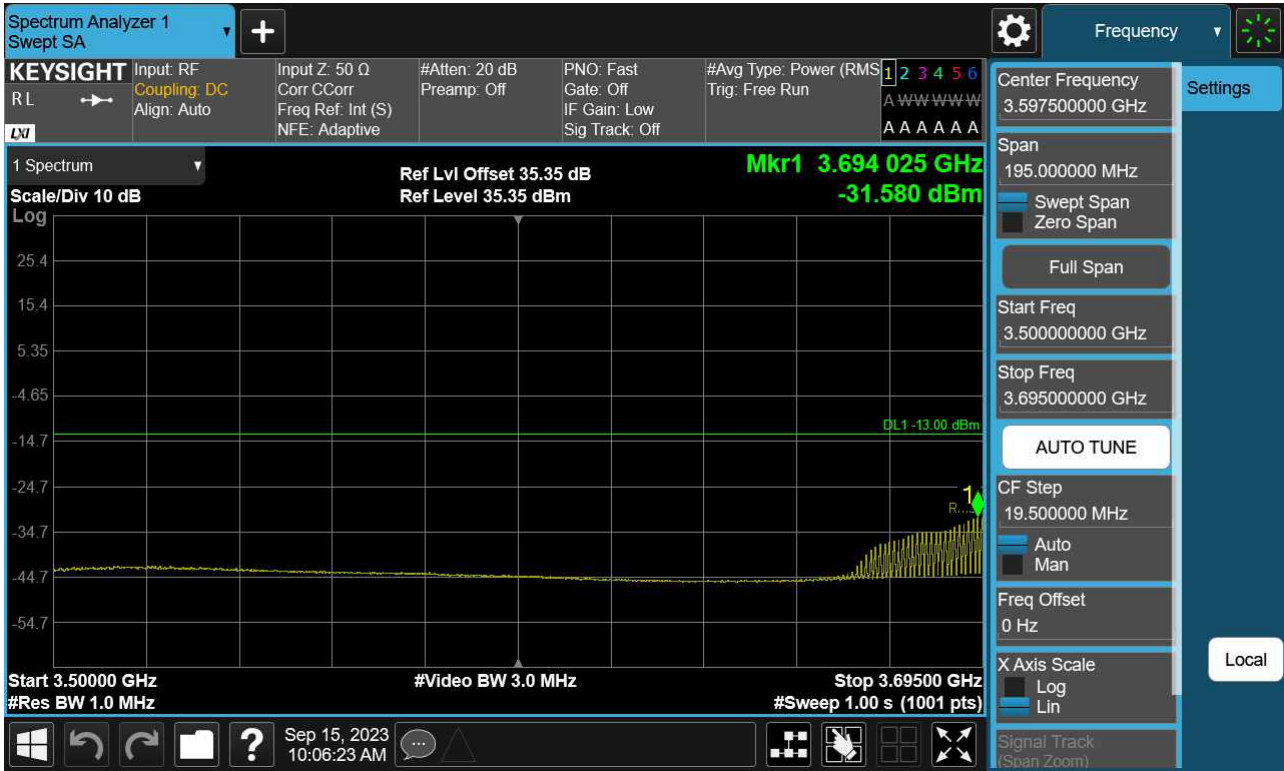 Spectrum Analyzer 1
Swept SA
+
Frequency
KEYSIGHT
RL
LXI
Input: RF
Coupling: DC
Align: Auto
Input Z: 50 Ω
Corr CCorr
Freq Ref: Int (S)
NFE: Adaptive
#Atten: 20 dB
Preamp: Off
PNO: Fast
Gate: Off
IF Gain: Low
Sig Track: Off
#Avg Type: Power (RMS
Trig: Free Run
1 2 3 4 5 6
A W W W W W
A A A A A A
1 Spectrum
Scale/Div 10 dB
Log
Ref Lvl Offset 35.35 dB
Ref Level 35.35 dBm
Mkr1 3.694 025 GHz
-31.580 dBm
25.4
15.4
5.35
-4.65
-14.7
-24.7
-34.7
-44.7
-54.7
DL1 -13.00 dBm
1
Start 3.50000 GHz
#Res BW 1.0 MHz
#Video BW 3.0 MHz
Stop 3.69500 GHz
#Sweep 1.00 s (1001 pts)
Sep 15, 2023
10:06:23 AM
?
Center Frequency
3.597500000 GHz
Span
195.000000 MHz
Swept Span
Zero Span
Full Span
Start Freq
3.500000000 GHz
Stop Freq
3.695000000 GHz
AUTO TUNE
CF Step
19.500000 MHz
Auto
Man
Freq Offset
0 Hz
X Axis Scale
Log
Lin
Signal Track
(Span Zoom)
Settings
Local